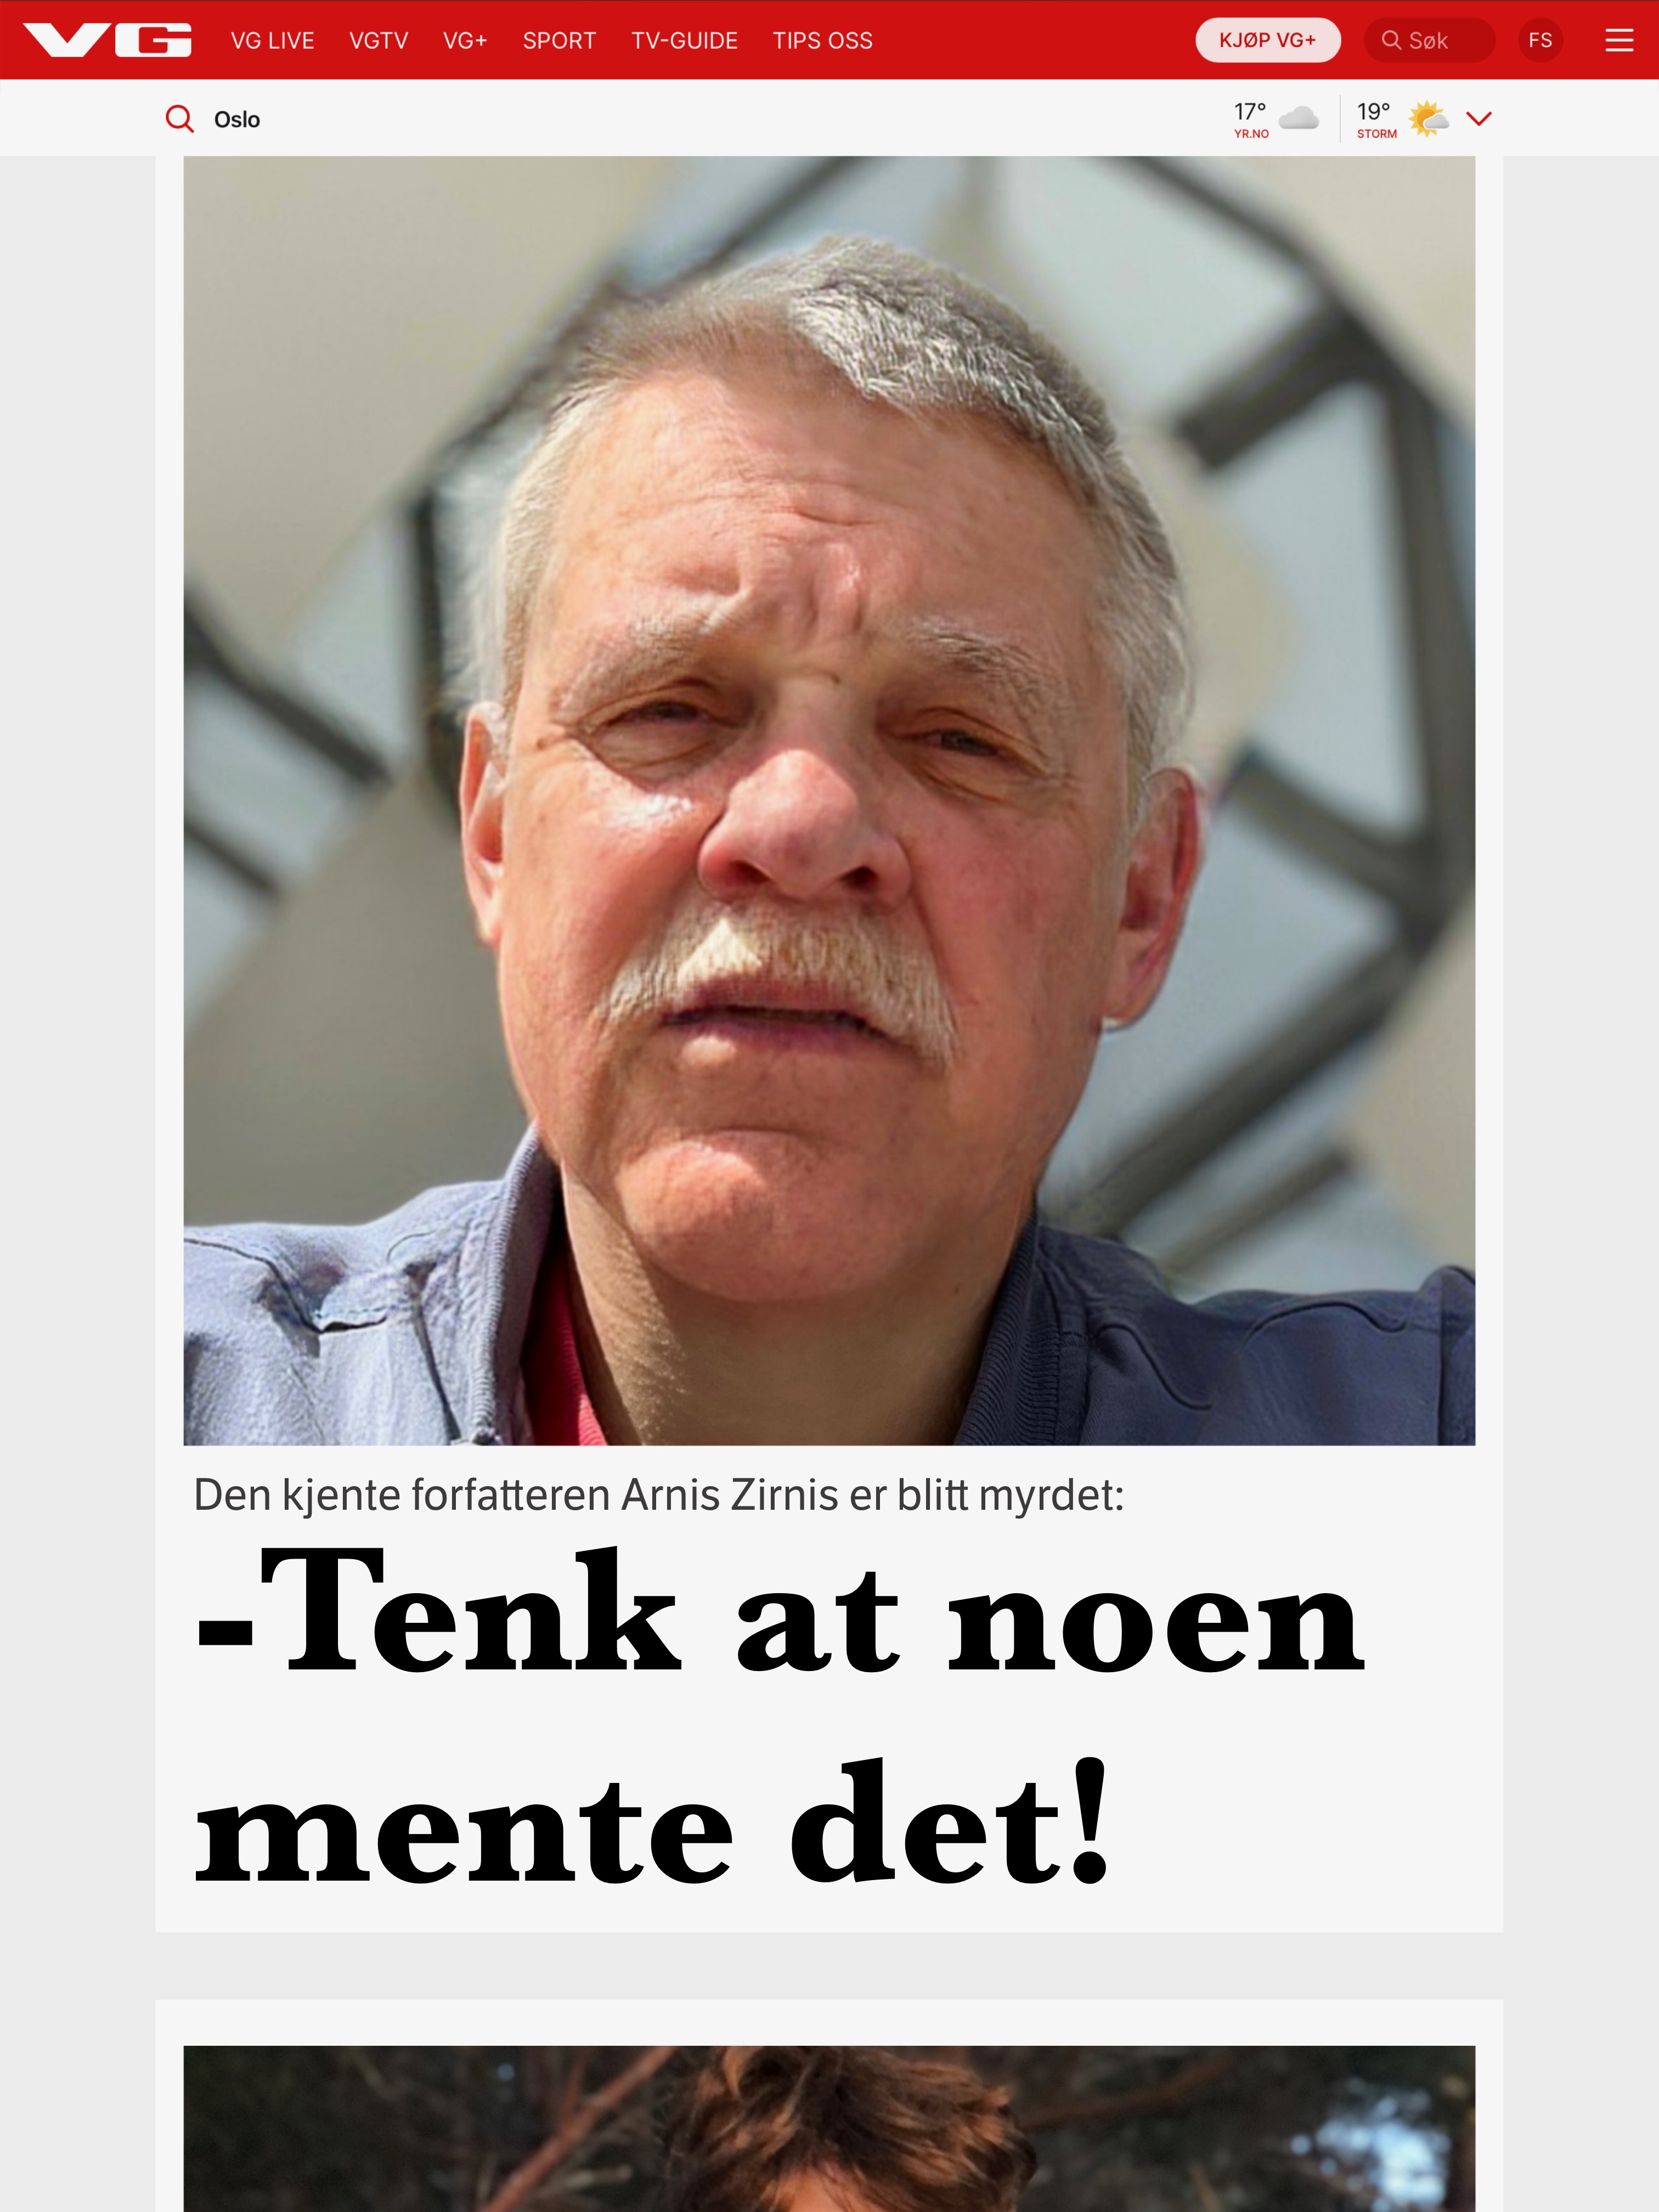 VG VG LIVE VGTV VG+ SPORT TV-GUIDE TIPS OSS KJØP VG+ Søk FS
Oslo 17° YR.NO 19° STORM
Den kjente forfatteren Arnis Zirnis er blitt myrdet:
-Tenk at noen
mente det!